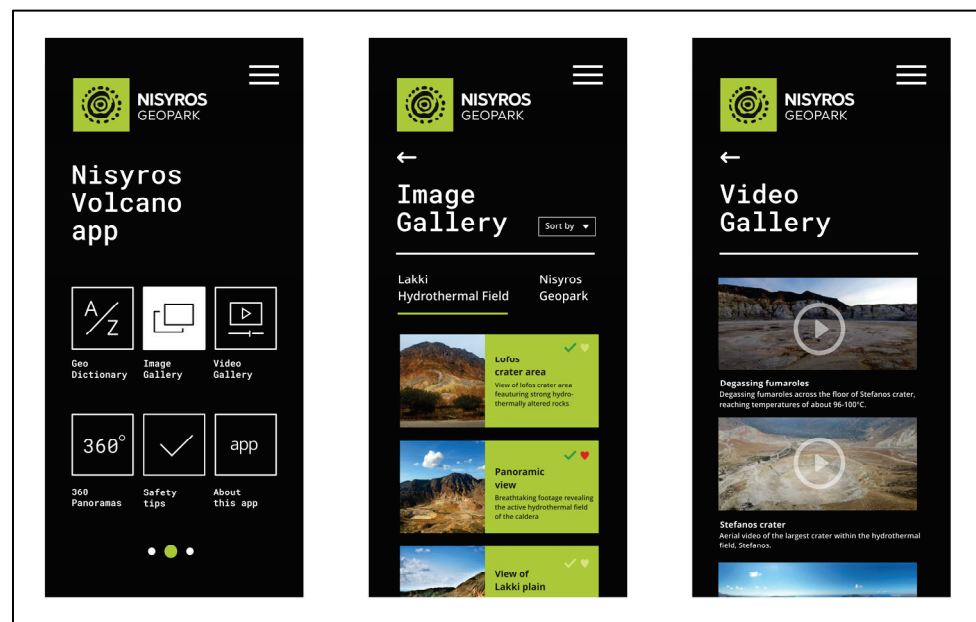 NISYROS
GEOPARK
Nisyros
Volcano
app
A/Z
Geo
Dictionary
Image
Gallery
Video
Gallery
360°
app
360
Panoramas
Safety
tips
About
this app
NISYROS
GEOPARK
Image
Gallery
Sort by
Lakki
Hydrothermal Field
Nisyros
Geopark
Lofos
crater area
View of lofos crater area
feauturing strong hydro-
thermally altered rocks
Panoramic
view
Breathtaking footage revealing
the active hydrothermal field
of the caldera
View of
Lakki plain
NISYROS
GEOPARK
Video
Gallery
Degassing fumaroles
Degassing fumaroles across the floor of Stefanos crater,
reaching temperatures of about 96-100°C.
Stefanos crater
Aerial video of the largest crater within the hydrothermal
field, Stefanos.